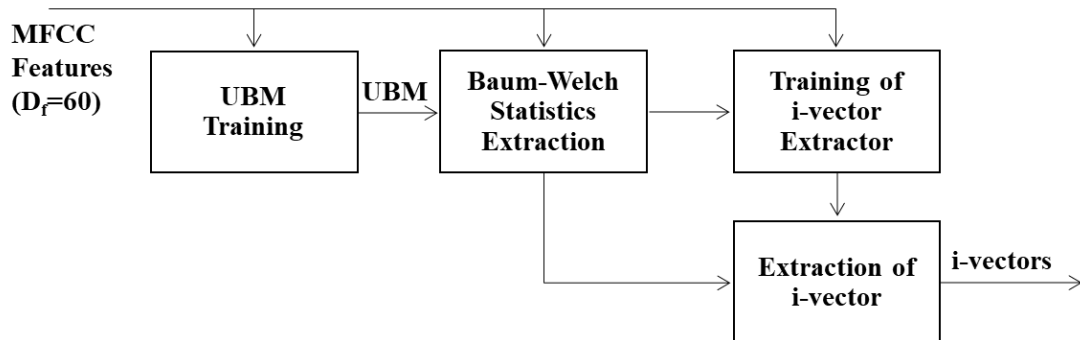 MFCC
Features
(Df=60)
UBM
Training
UBM
Baum-Welch
Statistics
Extraction
Training of
i-vector
Extractor
Extraction of
i-vector
i-vectors